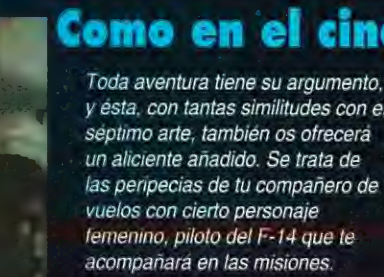 Como en el cine
Toda aventura tiene su argumento,
y ésta, con tantas similitudes con el
séptimo arte, también os ofrecerá
un aliciente añadido. Se trata de
las peripecias de tu compañero de
vuelos con cierto personaje
femenino, piloto del F-14 que te
acompañará en las misiones.